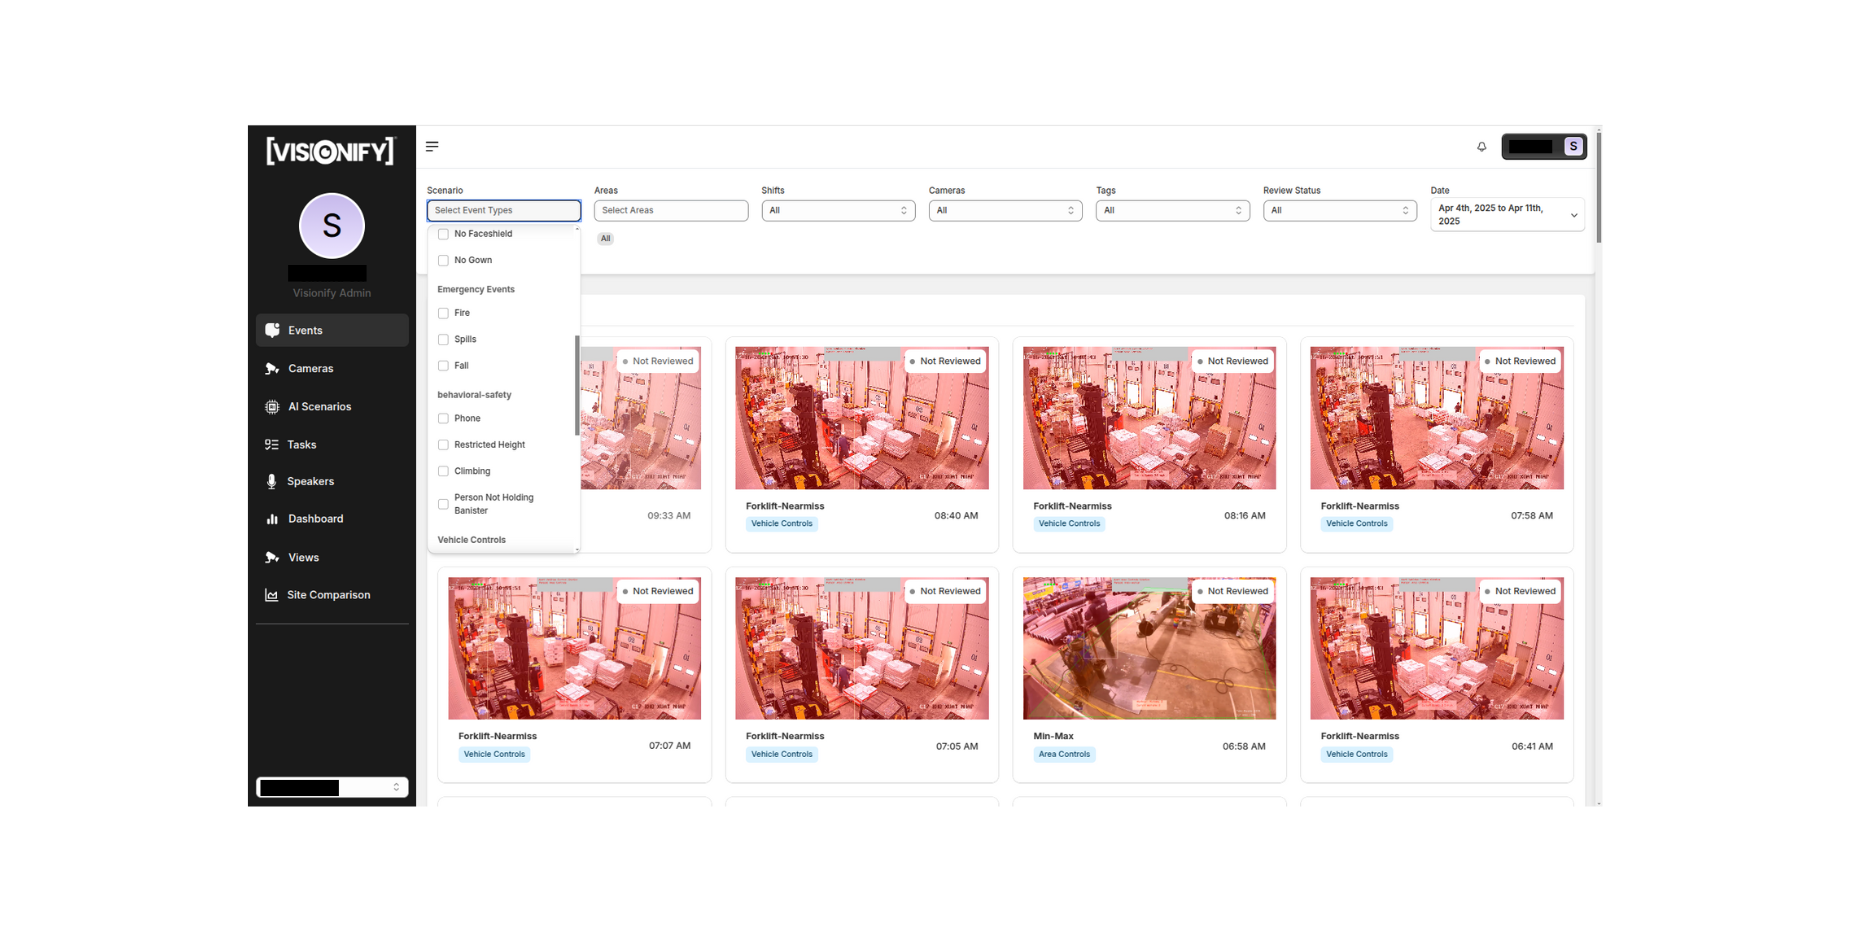 [VISIONIFY]
S
S
Visionify Admin
Events
Cameras
AI Scenarios
Tasks
Speakers
Dashboard
Views
Site Comparison
Scenario
Select Event Types
Areas
Select Areas
All
Shifts
All
Cameras
All
Tags
All
Review Status
All
Date
Apr 4th, 2025 to Apr 11th,
2025
No Faceshield
No Gown
Emergency Events
Fire
Spills
Fall
behavioral-safety
Phone
Restricted Height
Climbing
Person Not Holding
Banister
Vehicle Controls
Not Reviewed
09:33 AM
Not Reviewed
Forklift-Nearmiss
Vehicle Controls
08:40 AM
Not Reviewed
Forklift-Nearmiss
Vehicle Controls
08:16 AM
Not Reviewed
Forklift-Nearmiss
Vehicle Controls
07:58 AM
Not Reviewed
Forklift-Nearmiss
Vehicle Controls
07:07 AM
Not Reviewed
Forklift-Nearmiss
Vehicle Controls
07:05 AM
Not Reviewed
Min-Max
Area Controls
06:58 AM
Not Reviewed
Forklift-Nearmiss
Vehicle Controls
06:41 AM